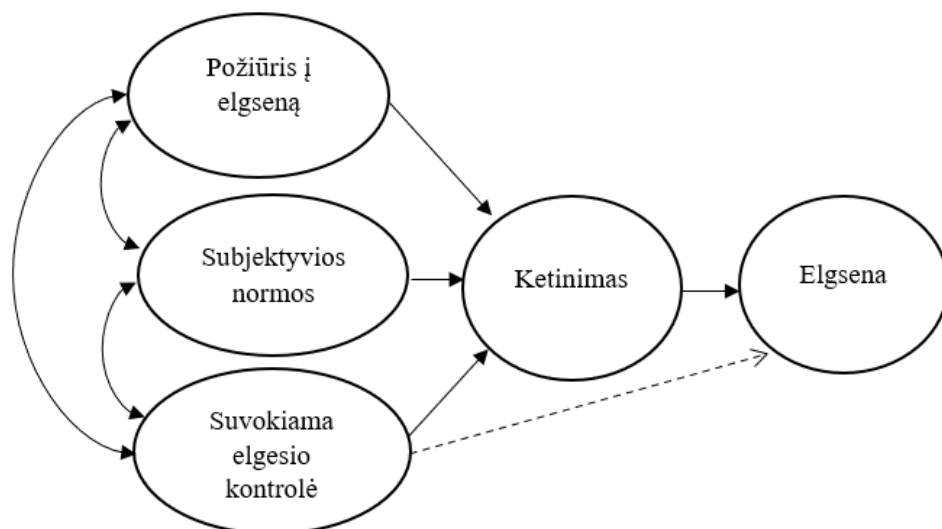 Požiūris į
elgseną
Subjektyvios
normos
Suvokiama
elgesio
kontrolė
Ketinimas
Elgsena